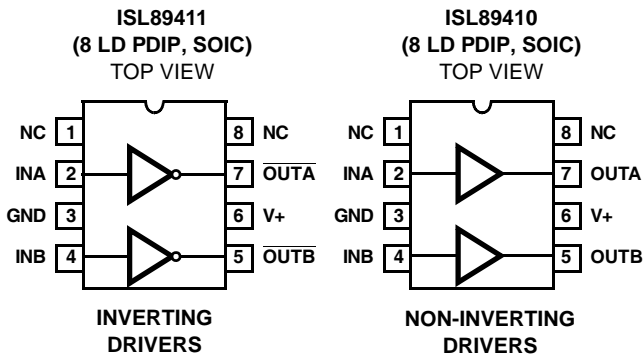 ISL89411
(8 LD PDIP, SOIC)
TOP VIEW
NC 1 8 NC
INA 2 7 OUTA
GND 3 6 V+
INB 4 5 OUTB
INVERTING
DRIVERS
ISL89410
(8 LD PDIP, SOIC)
TOP VIEW
NC 1 8 NC
INA 2 7 OUTA
GND 3 6 V+
INB 4 5 OUTB
NON-INVERTING
DRIVERS